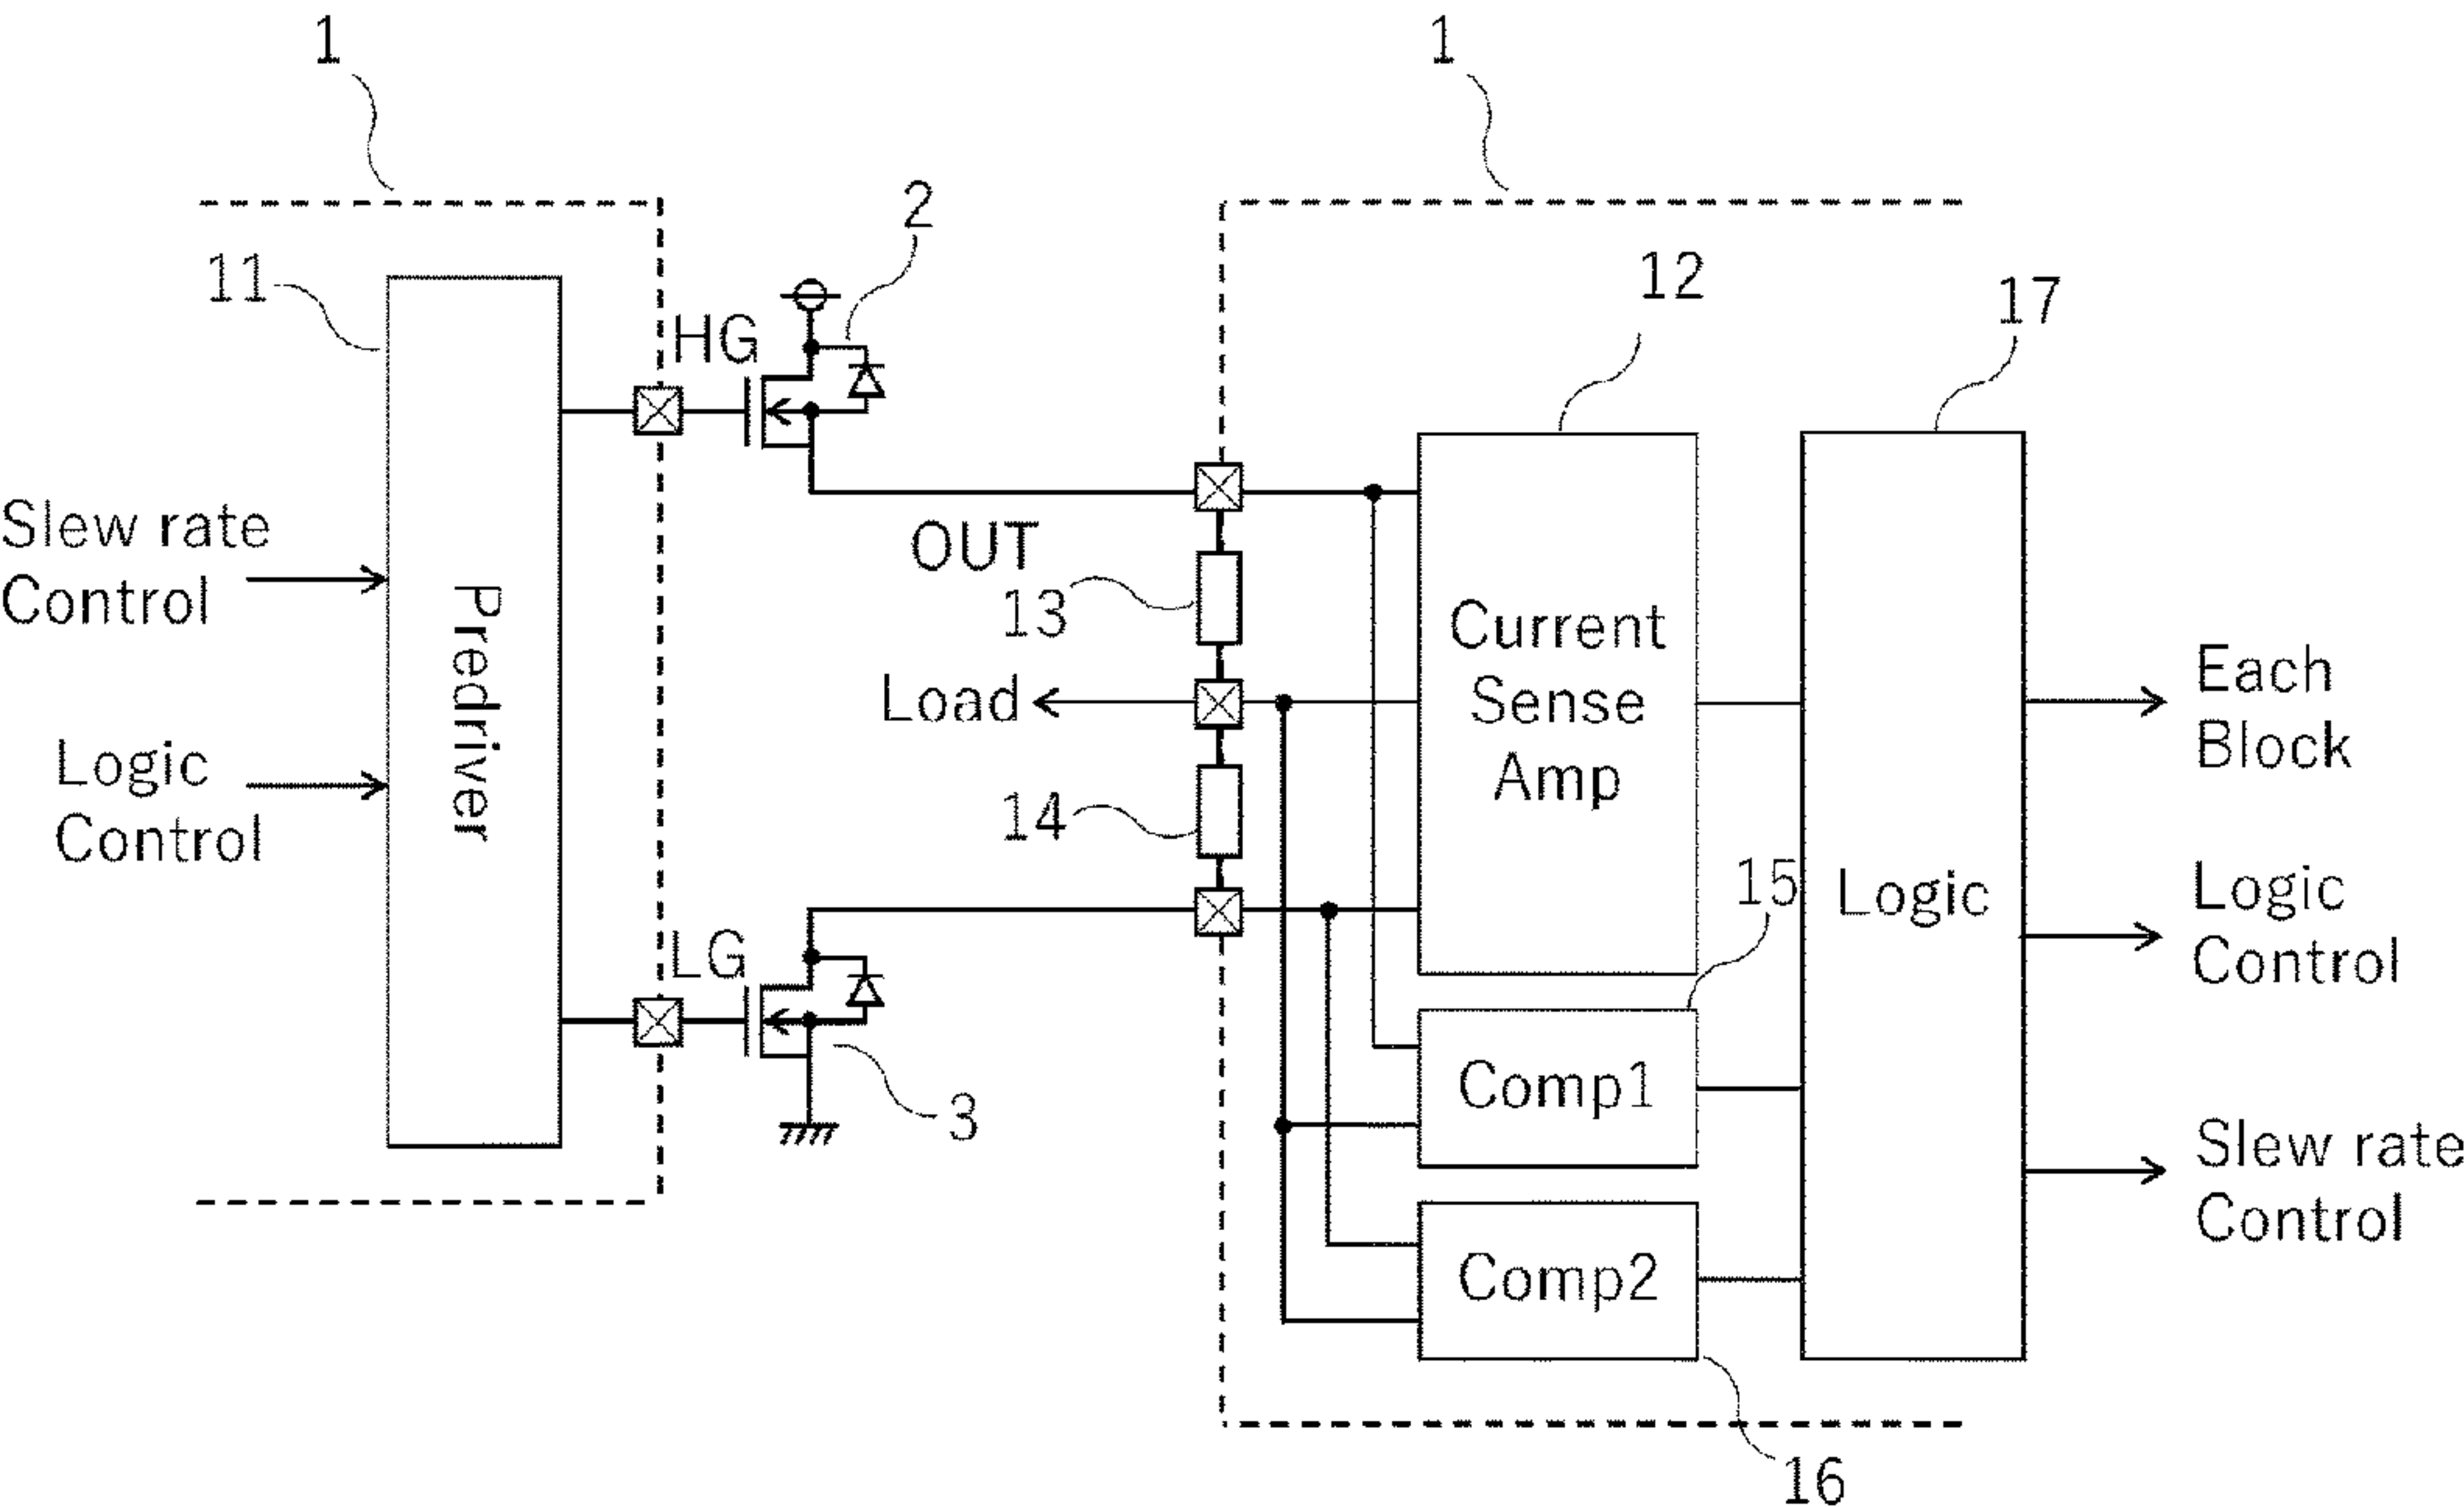 1
1
2
11
12
17
HG
Slew rate
Control
OUT
13
Load
14
Logic
Control
Predriver
Current
Sense
Amp
15
Logic
Each
Block
Logic
Control
LG
3
Comp1
Comp2
Slew rate
Control
16